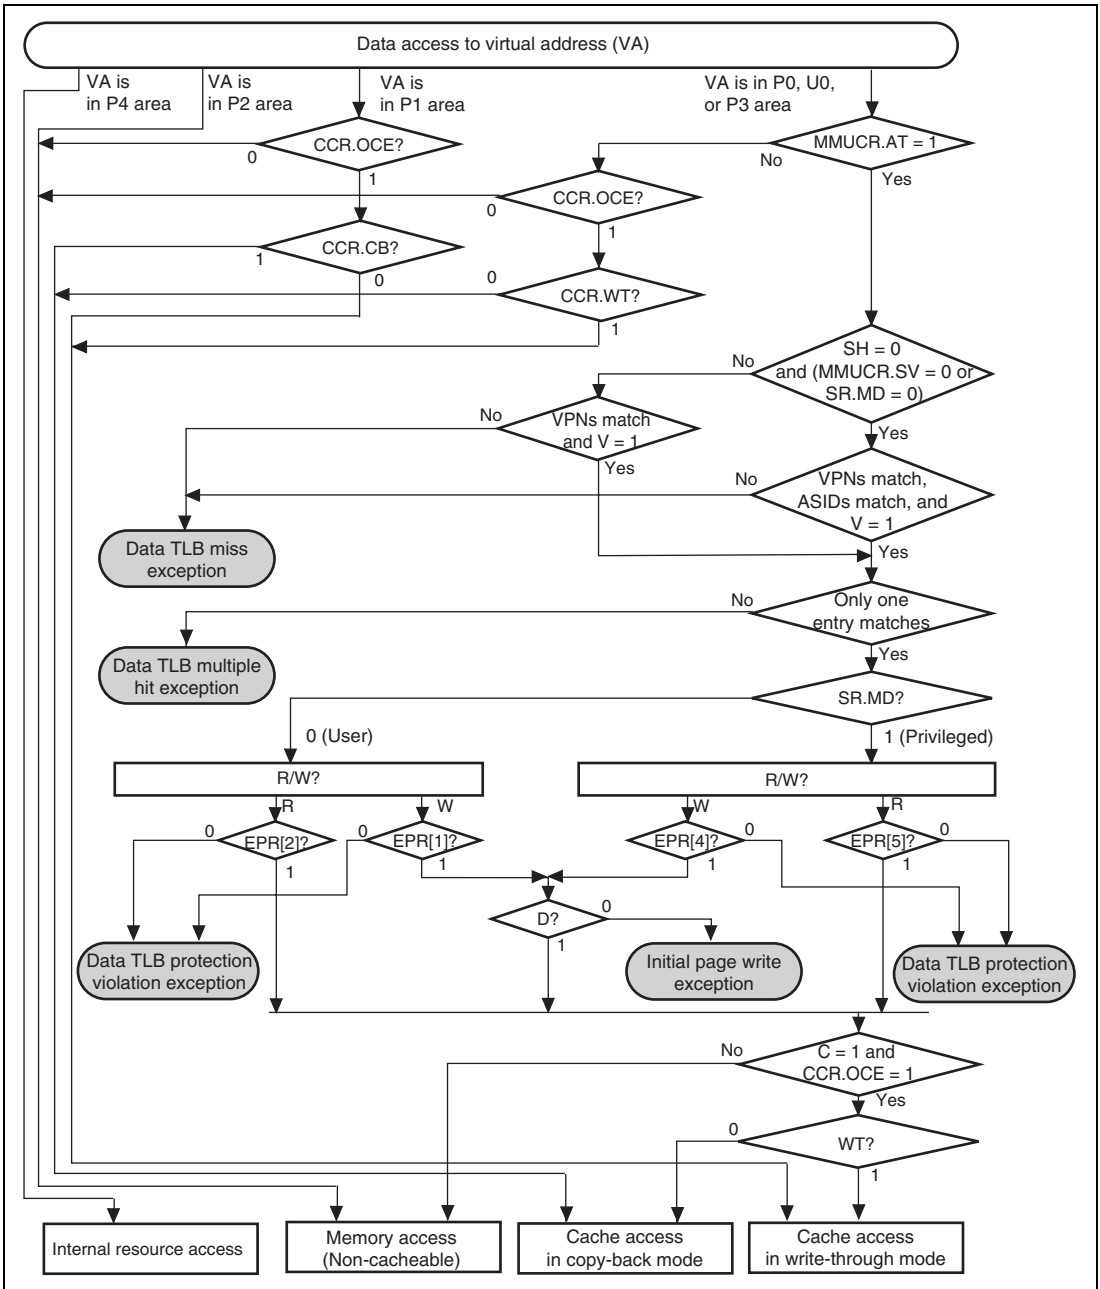 Data access to virtual address (VA)
VA is
in P4 area
VA is
in P2 area
VA is
in P1 area
VA is in P0, U0,
or P3 area
CCR.OCE?
0
1
MMUCR.AT = 1
No
Yes
CCR.OCE?
0
1
CCR.CB?
1
0
CCR.WT?
0
1
SH = 0
and (MMUCR.SV = 0 or
SR.MD = 0)
No
Yes
VPNs match
and V = 1
No
Yes
VPNs match,
ASIDs match, and
V = 1
No
Yes
Data TLB miss
exception
Only one
entry matches
No
Yes
Data TLB multiple
hit exception
SR.MD?
0 (User)
1 (Privileged)
R/W?
R/W?
R
W
W
R
0
EPR[2]?
1
0
EPR[1]?
1
EPR[4]?
0
1
EPR[5]?
0
1
D?
0
1
Data TLB protection
violation exception
Initial page write
exception
Data TLB protection
violation exception
C = 1 and
CCR.OCE = 1
No
Yes
WT?
0
1
Internal resource access
Memory access
(Non-cacheable)
Cache access
in copy-back mode
Cache access
in write-through mode